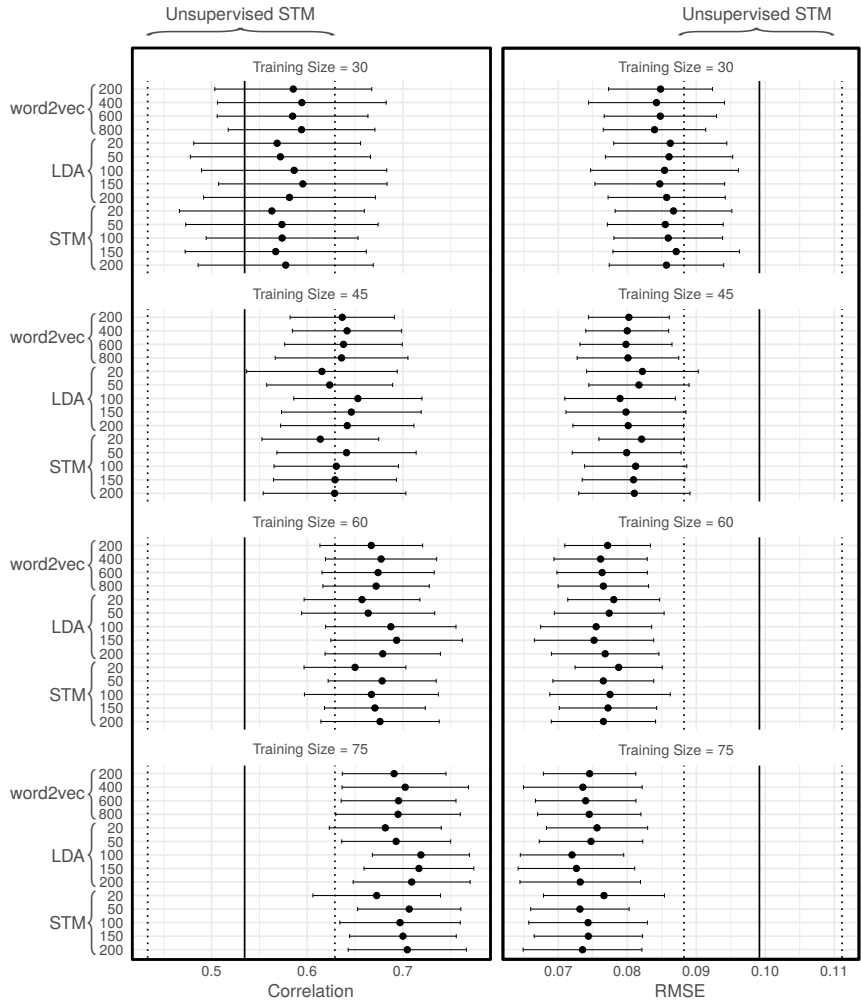 Unsupervised STM Unsupervised STM
Training Size = 30 Training Size = 30
word2vec
200
400
600
800
LDA
20
50
100
150
200
STM
20
50
100
150
200
Training Size = 45 Training Size = 45
word2vec
200
400
600
800
LDA
20
50
100
150
200
STM
20
50
100
150
200
Training Size = 60 Training Size = 60
word2vec
200
400
600
800
LDA
20
50
100
150
200
STM
20
50
100
150
200
Training Size = 75 Training Size = 75
word2vec
200
400
600
800
LDA
20
50
100
150
200
STM
20
50
100
150
200
0.5 0.6 0.7 0.07 0.08 0.09 0.10 0.11
Correlation RMSE